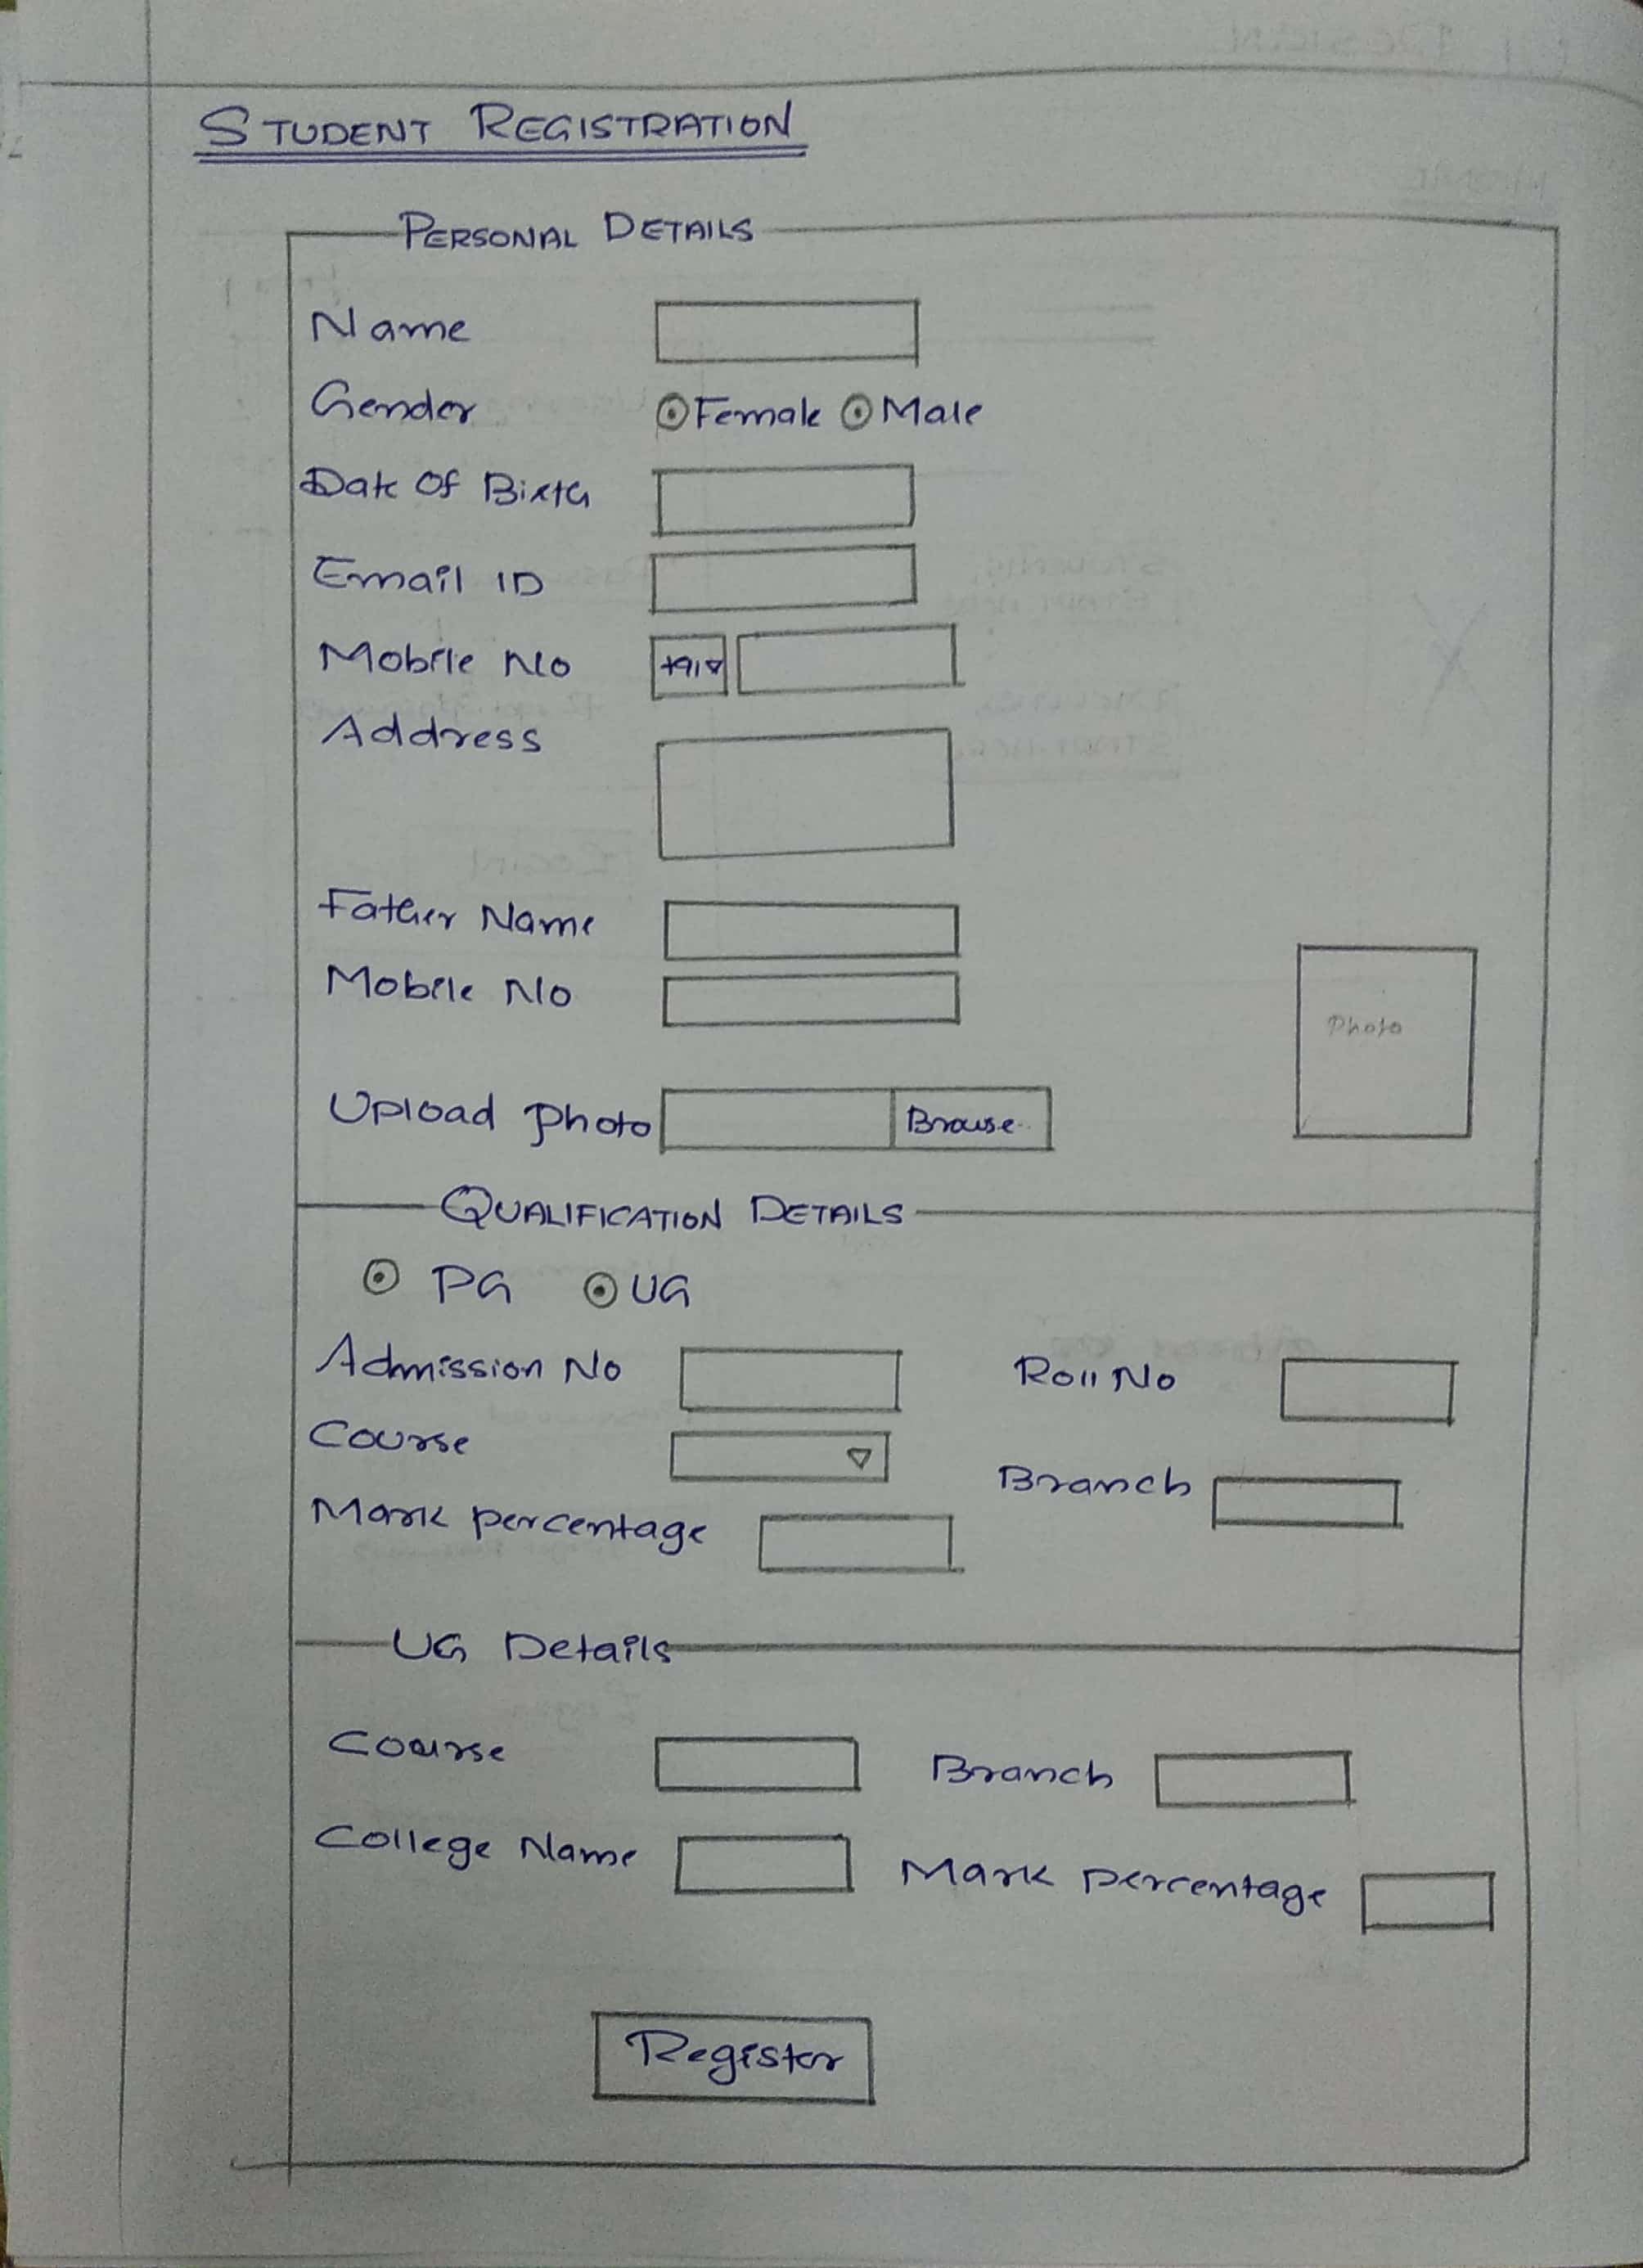 STUDENT REGISTRATION
PERSONAL DETAILS
Name
Gender Female Male
Date Of Birth
Email ID
Mobile No +91
Address
Father Name
Mobile No
Photo
Upload Photo Browse
QUALIFICATION DETAILS
PG UG
Admission No Roll No
Course
Branch
Mark percentage
UG Details
Course Branch
College Name Mark percentage
Register